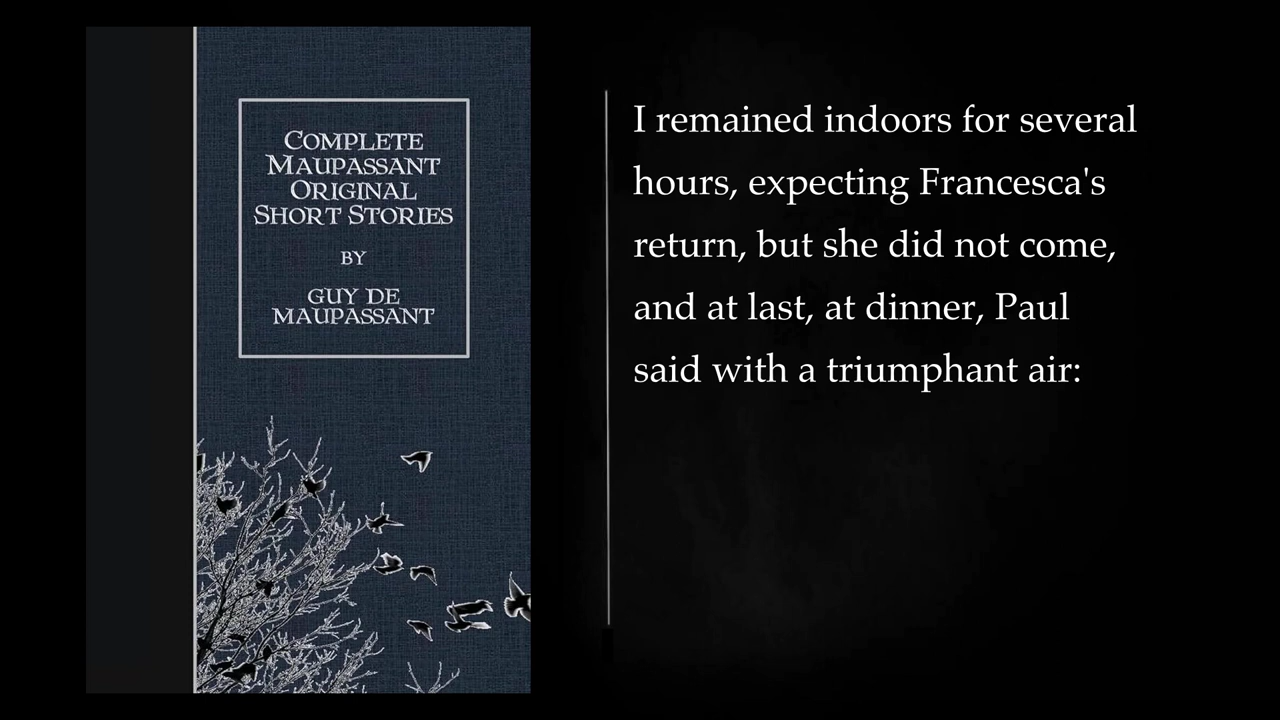 COMPLETE
MAUPASSANT
ORIGINAL
SHORT STORIES
BY
GUY DE
MAUPASSANT
I remained indoors for several
hours, expecting Francesca's
return, but she did not come,
and at last, at dinner, Paul
said with a triumphant air: